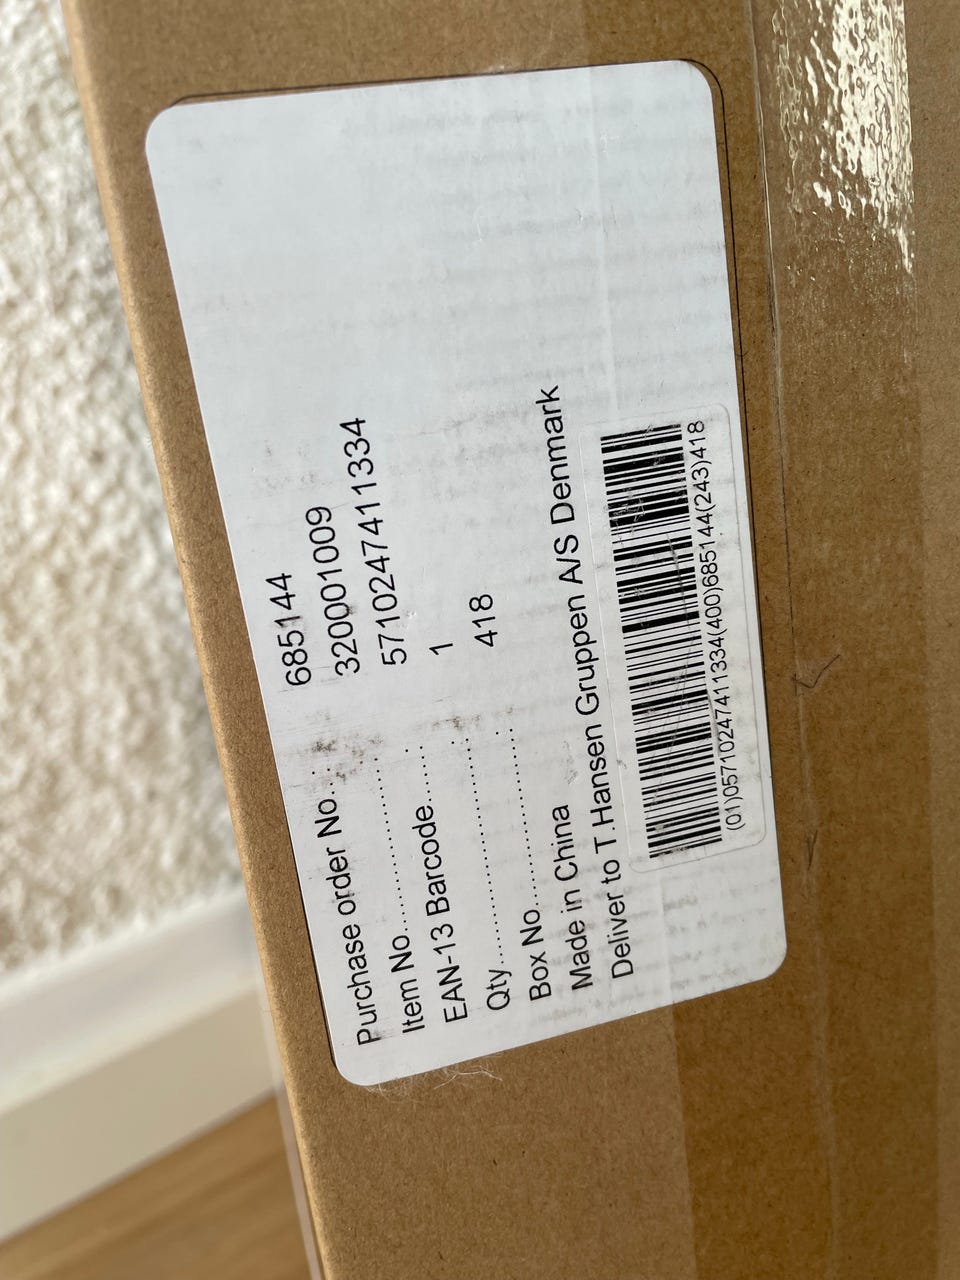 Purchase order No.... 685144
Item No........................ 320001009
EAN-13 Barcode....... 5710247411334
Qty.............................. 1
Box No........................ 418
Made in China
Deliver to T.Hansen Gruppen A/S Denmark
(01)05710247411334(400)685144(243)418